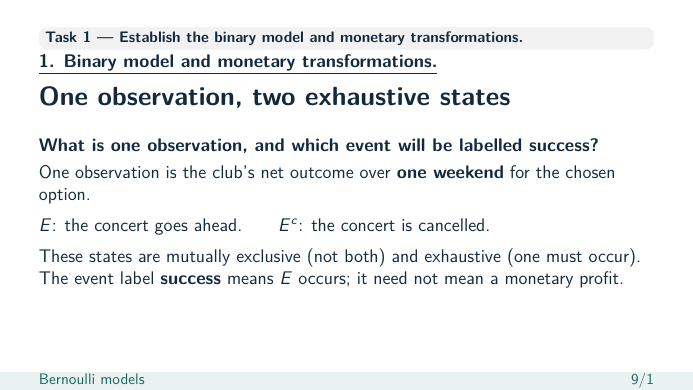 Task 1 — Establish the binary model and monetary transformations.
1. Binary model and monetary transformations.
One observation, two exhaustive states
What is one observation, and which event will be labelled success?
One observation is the club's net outcome over one weekend for the chosen
option.
E: the concert goes ahead. Eᶜ: the concert is cancelled.
These states are mutually exclusive (not both) and exhaustive (one must occur).
The event label success means E occurs; it need not mean a monetary profit.
Bernoulli models 9/1